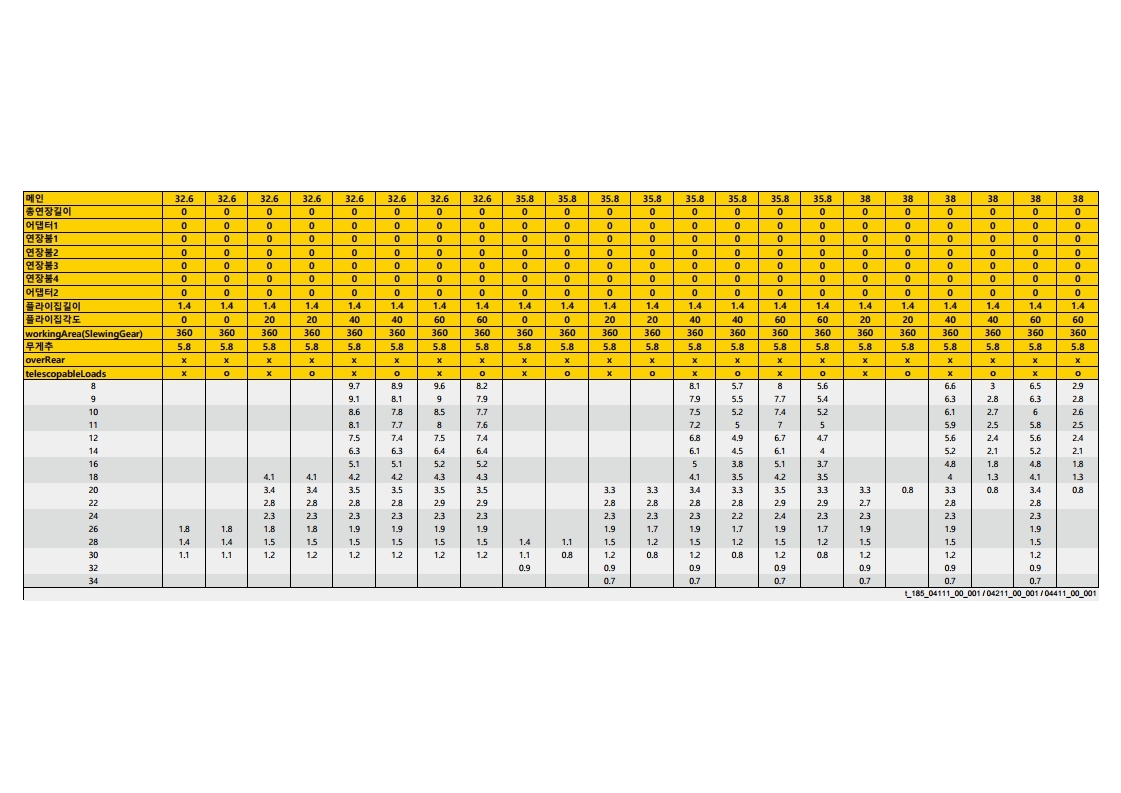 메인 32.6 32.6 32.6 32.6 32.6 32.6 32.6 32.6 35.8 35.8 35.8 35.8 35.8 35.8 35.8 35.8 38 38 38 38 38 38
총연장길이 0 0 0 0 0 0 0 0 0 0 0 0 0 0 0 0 0 0 0 0 0 0
어댑터1 0 0 0 0 0 0 0 0 0 0 0 0 0 0 0 0 0 0 0 0 0 0
연장붐1 0 0 0 0 0 0 0 0 0 0 0 0 0 0 0 0 0 0 0 0 0 0
연장붐2 0 0 0 0 0 0 0 0 0 0 0 0 0 0 0 0 0 0 0 0 0 0
연장붐3 0 0 0 0 0 0 0 0 0 0 0 0 0 0 0 0 0 0 0 0 0 0
연장붐4 0 0 0 0 0 0 0 0 0 0 0 0 0 0 0 0 0 0 0 0 0 0
어댑터2 0 0 0 0 0 0 0 0 0 0 0 0 0 0 0 0 0 0 0 0 0 0
플라이집길이 1.4 1.4 1.4 1.4 1.4 1.4 1.4 1.4 1.4 1.4 1.4 1.4 1.4 1.4 1.4 1.4 1.4 1.4 1.4 1.4 1.4 1.4
플라이집각도 0 0 20 20 40 40 60 60 0 0 20 20 40 40 60 60 20 20 40 40 60 60
workingArea(SlewingGear) 360 360 360 360 360 360 360 360 360 360 360 360 360 360 360 360 360 360 360 360 360 360
무게추 5.8 5.8 5.8 5.8 5.8 5.8 5.8 5.8 5.8 5.8 5.8 5.8 5.8 5.8 5.8 5.8 5.8 5.8 5.8 5.8 5.8 5.8
overRear x x x x x x x x x x x x x x x x x x x x x x
telescopableLoads x o x o x o x o x o x o x o x o x o x o x o
8 9.7 8.9 9.6 8.2 8.1 5.7 8 5.6 6.6 3 6.5 2.9
9 9.1 8.1 9 7.9 7.9 5.5 7.7 5.4 6.3 2.8 6.3 2.8
10 8.6 7.8 8.5 7.7 7.5 5.2 7.4 5.2 6.1 2.7 6 2.6
11 8.1 7.7 8 7.6 7.2 5 7 5 5.9 2.5 5.8 2.5
12 7.5 7.4 7.5 7.4 6.8 4.9 6.7 4.7 5.6 2.4 5.6 2.4
14 6.3 6.3 6.4 6.4 6.1 4.5 6.1 4 5.2 2.1 5.2 2.1
16 5.1 5.1 5.2 5.2 5 3.8 5.1 3.7 4.8 1.8 4.8 1.8
18 4.1 4.1 4.2 4.2 4.3 4.3 4.1 3.5 4.2 3.5 4 1.3 4.1 1.3
20 3.4 3.4 3.5 3.5 3.5 3.5 3.3 3.3 3.4 3.3 3.5 3.3 3.3 0.8 3.3 0.8 3.4 0.8
22 2.8 2.8 2.8 2.8 2.9 2.9 2.8 2.8 2.8 2.8 2.9 2.9 2.7 2.8 2.8
24 2.3 2.3 2.3 2.3 2.3 2.3 2.3 2.3 2.3 2.2 2.4 2.3 2.3 2.3 2.3
26 1.8 1.8 1.8 1.8 1.9 1.9 1.9 1.9 1.9 1.7 1.9 1.7 1.9 1.7 1.9 1.9 1.9
28 1.4 1.4 1.5 1.5 1.5 1.5 1.5 1.5 1.4 1.1 1.5 1.2 1.5 1.2 1.5 1.2 1.5 1.5 1.5
30 1.1 1.1 1.2 1.2 1.2 1.2 1.2 1.2 1.1 0.8 1.2 0.8 1.2 0.8 1.2 0.8 1.2 1.2 1.2
32 0.9 0.9 0.9 0.9 0.9 0.9 0.9
34 0.7 0.7 0.7 0.7 0.7 0.7
t_185_04111_00_001 / 04211_00_001 / 04411_00_001